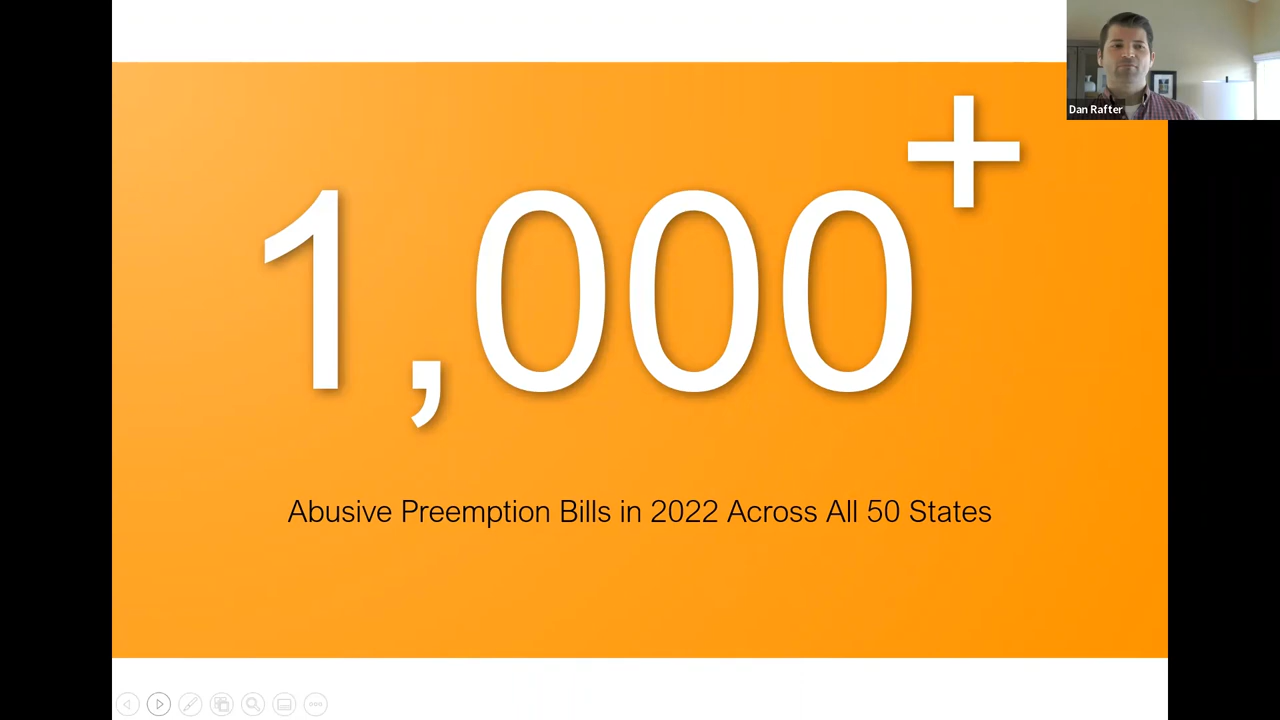 Dan Rafter
1,000+
Abusive Preemption Bills in 2022 Across All 50 States